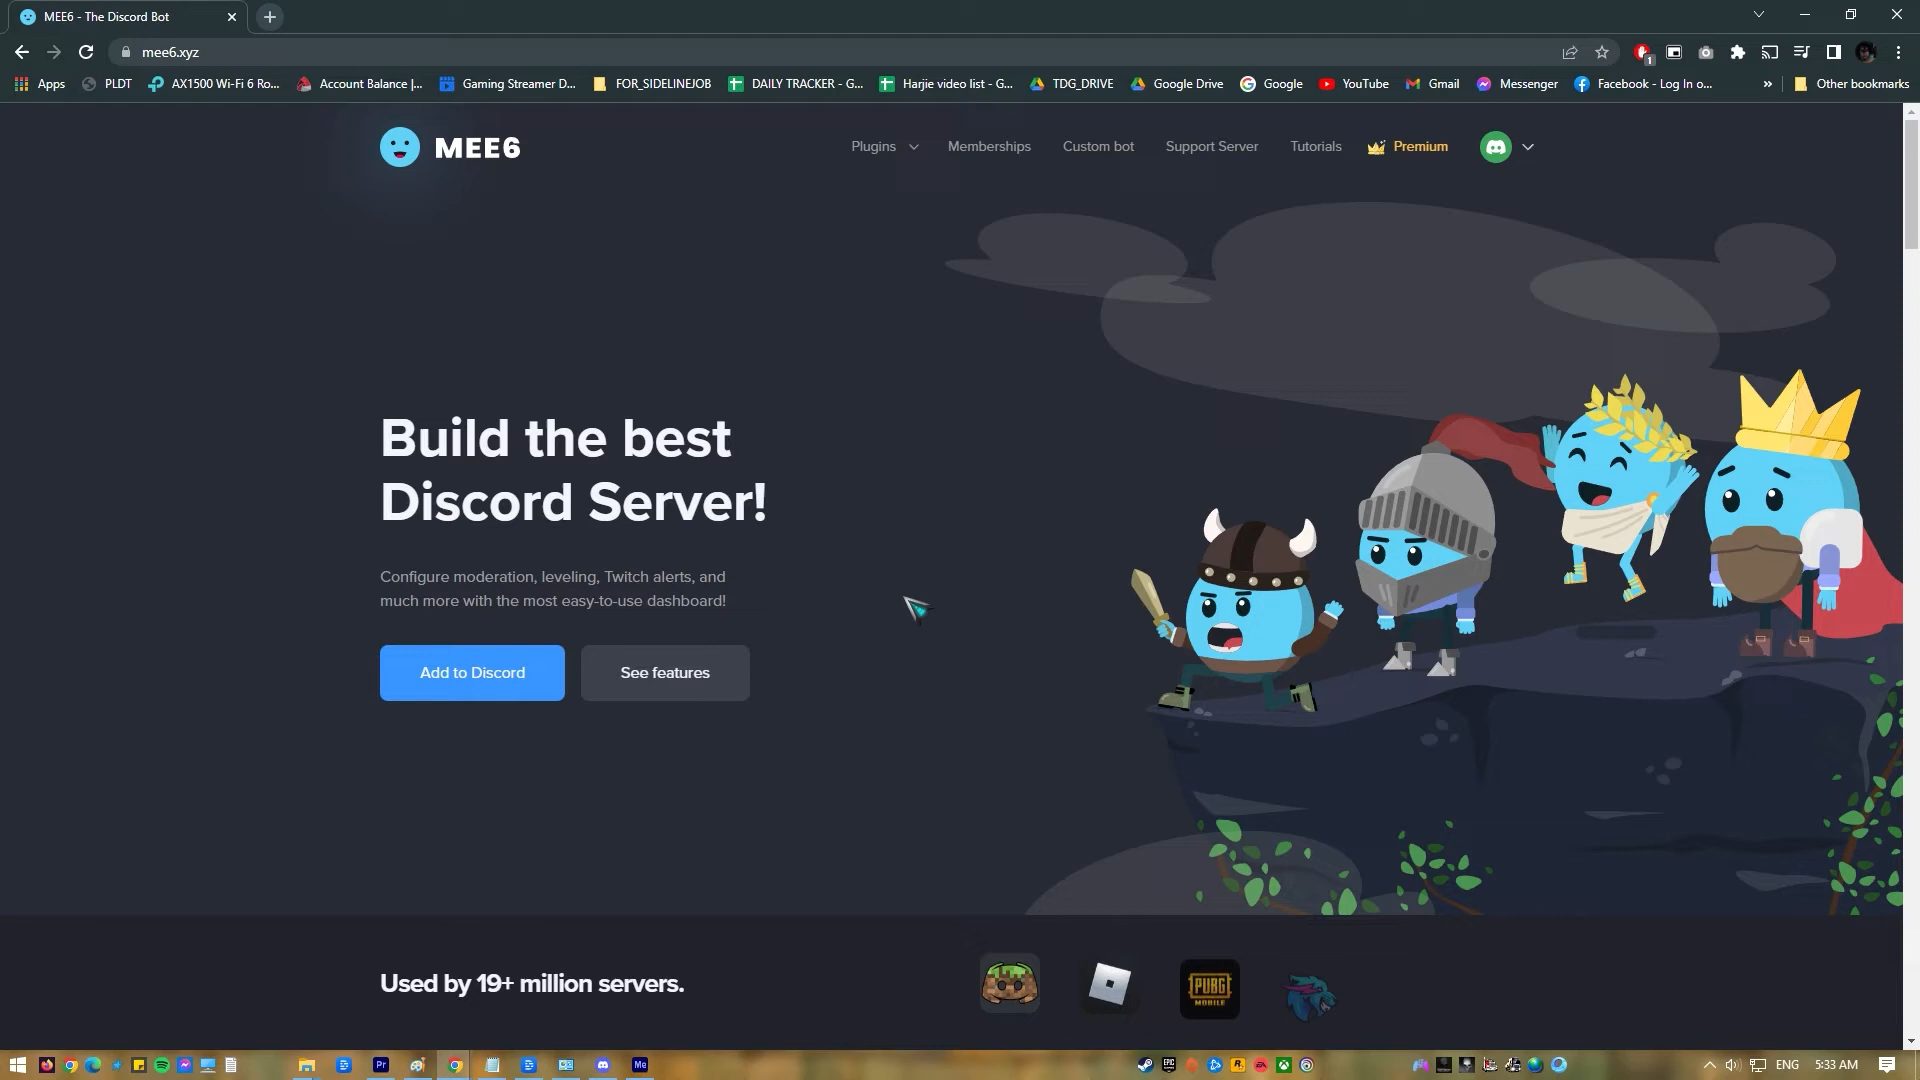 MEE6 - The Discord Bot
mee6.xyz
1
Apps
PLDT
AX1500 Wi-Fi 6 Ro...
Account Balance |...
Gaming Streamer D...
FOR_SIDELINEJOB
DAILY TRACKER - G...
Harjie video list - G...
TDG_DRIVE
Google Drive
Google
YouTube
Gmail
Messenger
Facebook - Log In o...
»
Other bookmarks
MEE6
Plugins
Memberships
Custom bot
Support Server
Tutorials
Premium
Build the best
Discord Server!
Configure moderation, leveling, Twitch alerts, and
much more with the most easy-to-use dashboard!
Add to Discord
See features
Used by 19+ million servers.
PUBG
MOBILE
Pr
Me
ENG
5:33 AM